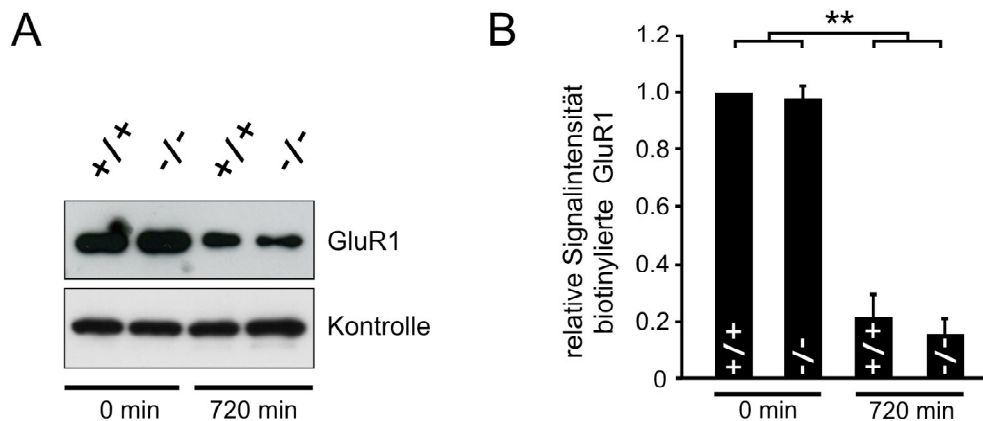 A
+/+ -/- +/+ -/-
GluR1
Kontrolle
0 min 720 min
B
relative Signalintensität
biotinylierte GluR1
**
1.2
1.0
0.8
0.6
0.4
0.2
0
+/+ -/- +/+ -/-
0 min 720 min